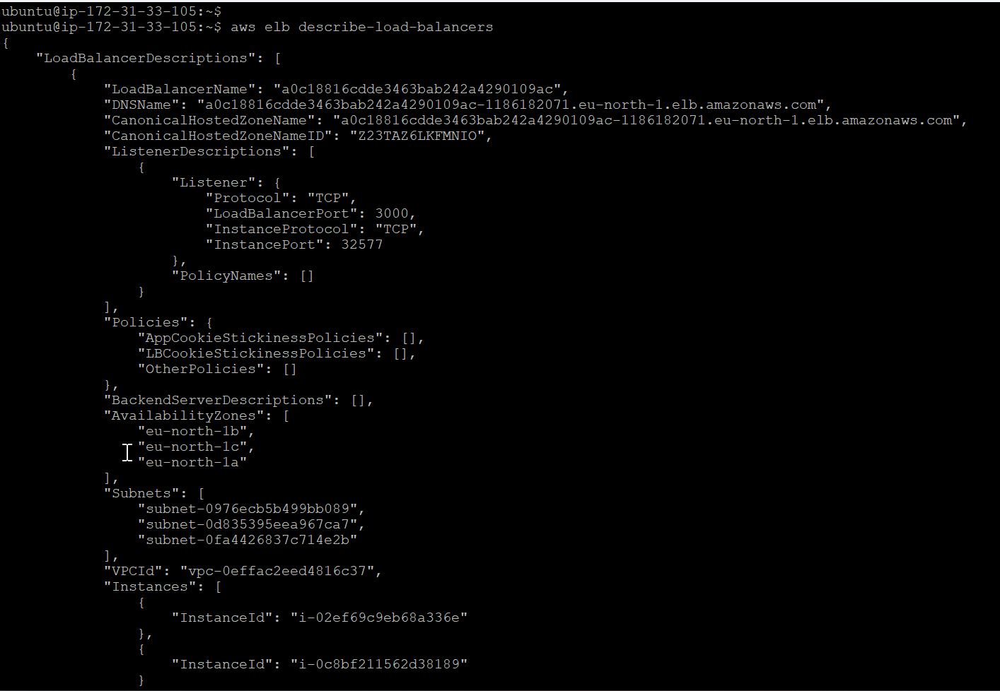 ubuntu@ip-172-31-33-105:~$
ubuntu@ip-172-31-33-105:~$ aws elb describe-load-balancers
{
    "LoadBalancerDescriptions": [
        {
            "LoadBalancerName": "a0c18816cdde3463bab242a4290109ac",
            "DNSName": "a0c18816cdde3463bab242a4290109ac-1186182071.eu-north-1.elb.amazonaws.com",
            "CanonicalHostedZoneName": "a0c18816cdde3463bab242a4290109ac-1186182071.eu-north-1.elb.amazonaws.com",
            "CanonicalHostedZoneNameID": "Z23TAZ6LKFMNIO",
            "ListenerDescriptions": [
                {
                    "Listener": {
                        "Protocol": "TCP",
                        "LoadBalancerPort": 3000,
                        "InstanceProtocol": "TCP",
                        "InstancePort": 32577
                    },
                    "PolicyNames": []
                }
            ],
            "Policies": {
                "AppCookieStickinessPolicies": [],
                "LBCookieStickinessPolicies": [],
                "OtherPolicies": []
            },
            "BackendServerDescriptions": [],
            "AvailabilityZones": [
                "eu-north-1b",
                "eu-north-1c",
                "eu-north-1a"
            ],
            "Subnets": [
                "subnet-0976ecb5b499bb089",
                "subnet-0d835395eea967ca7",
                "subnet-0fa4426837c714e2b"
            ],
            "VPCId": "vpc-0effac2eed4816c37",
            "Instances": [
                {
                    "InstanceId": "i-02ef69c9eb68a336e"
                },
                {
                    "InstanceId": "i-0c8bf211562d38189"
                }